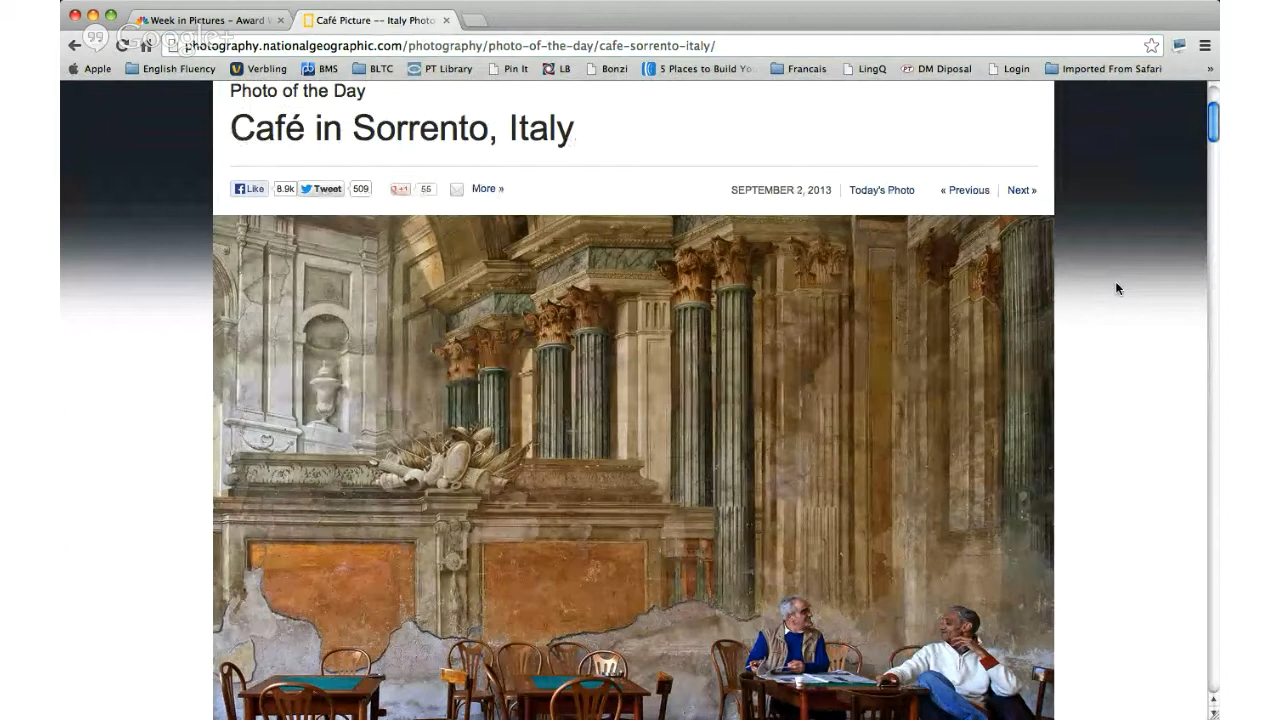 Week in Pictures – Award
Café Picture -- Italy Photo
Google+
photography.nationalgeographic.com/photography/photo-of-the-day/cafe-sorrento-italy/
Apple English Fluency Verbling BMS BLTC PT Library Pin It LB Bonzi 5 Places to Build Yo Francais LingQ DM Diposal Login Imported From Safari »
Photo of the Day
Café in Sorrento, Italy
Like 8.9k Tweet 509 +1 55 More » SEPTEMBER 2, 2013 Today's Photo « Previous Next »